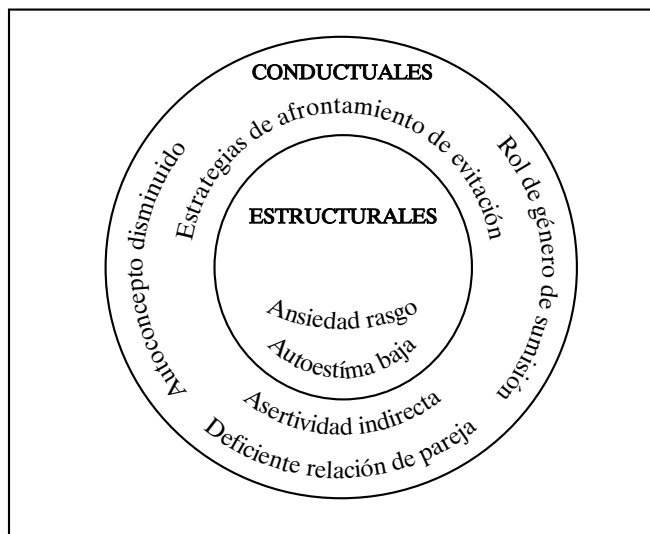 CONDUCTUALES
Estrategias de afrontamiento de evitación
Autoconcepto disminuido
Rol de género de sumisión
ESTRUCTURALES
Ansiedad rasgo
Autoestíma baja
Asertividad indirecta
Deficiente relación de pareja